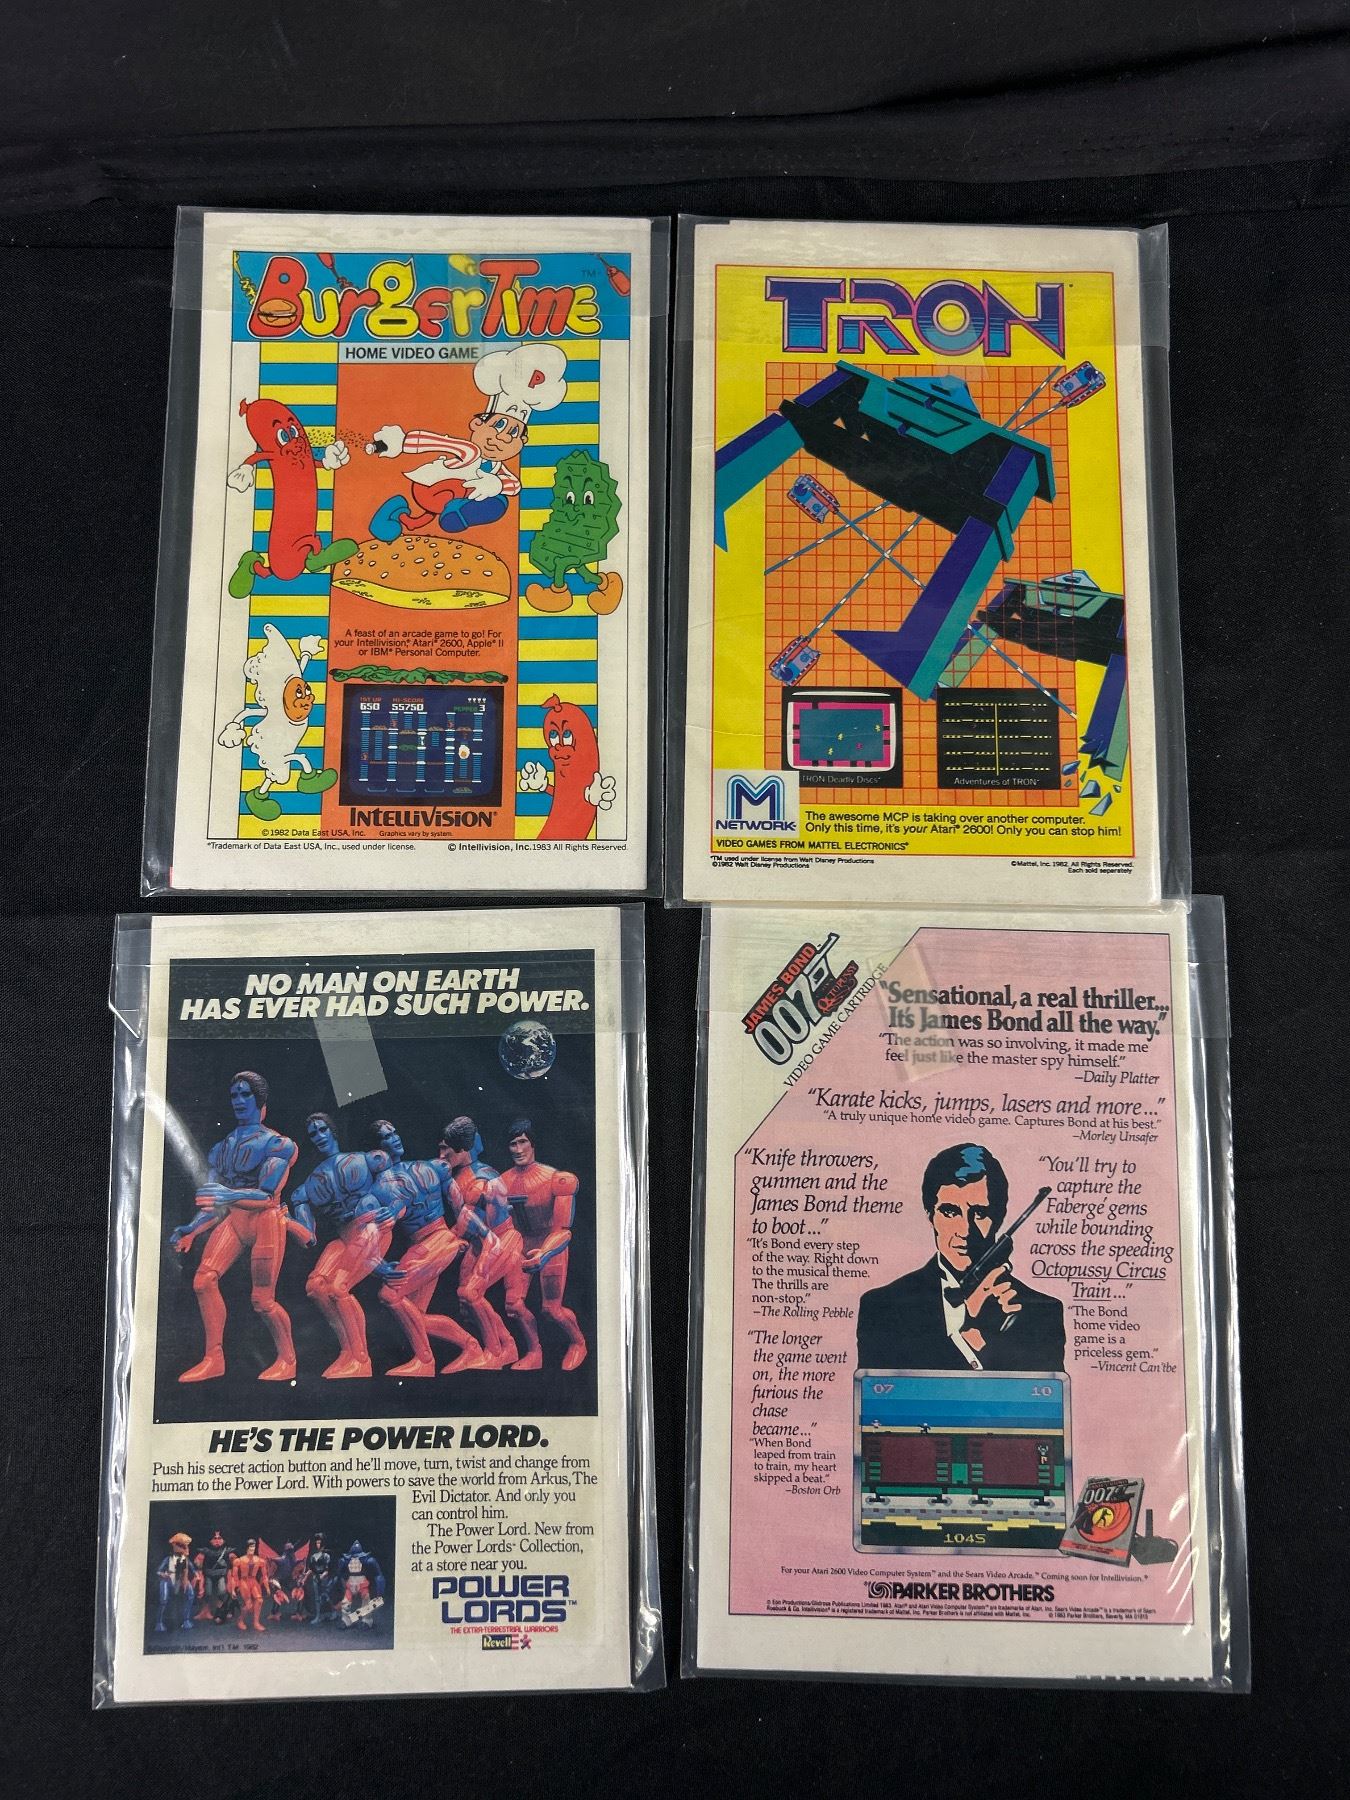 BurgerTime TM
HOME VIDEO GAME
P
A feast of an arcade game to go! For
your Intellivision,® Atari® 2600, Apple® II
or IBM® Personal Computer.
1ST UP HI-SCORE
650 55750 PEPPER 3
INTELLIVISION®
©1982 Data East USA, Inc. Graphics vary by system.
*Trademark of Data East USA, Inc., used under license. © Intellivision, Inc. 1983 All Rights Reserved.
TRON
TRON Deadly Discs* Adventures of TRON*
M
NETWORK
The awesome MCP is taking over another computer.
Only this time, it's your Atari® 2600! Only you can stop him!
VIDEO GAMES FROM MATTEL ELECTRONICS®
*TM used under license from Walt Disney Productions
©1982 Walt Disney Productions
©Mattel, Inc. 1982. All Rights Reserved.
Each sold separately
NO MAN ON EARTH
HAS EVER HAD SUCH POWER.
HE'S THE POWER LORD.
Push his secret action button and he'll move, turn, twist and change from
human to the Power Lord. With powers to save the world from Arkus, The
Evil Dictator. And only you
can control him.
The Power Lord. New from
the Power Lords™ Collection,
at a store near you.
POWER
LORDS™
THE EXTRA-TERRESTRIAL WARRIORS
Revell
JAMES BOND
007
OCTOPUSSY
VIDEO GAME CARTRIDGE
"Sensational, a real thriller...
It's James Bond all the way."
"The action was so involving, it made me
feel just like the master spy himself."
–Daily Platter
"Karate kicks, jumps, lasers and more..."
"A truly unique home video game. Captures Bond at his best."
–Morley Unsafer
"Knife throwers,
gunmen and the
James Bond theme
to boot..."
"It's Bond every step
of the way. Right down
to the musical theme.
The thrills are
non-stop."
–The Rolling Pebble
"The longer
the game went
on, the more
furious the
chase
became..."
"When Bond
leaped from train
to train, my heart
skipped a beat."
–Boston Orb
"You'll try to
capture the
Fabergé gems
while bounding
across the speeding
Octopussy Circus
Train..."
"The Bond
home video
game is a
priceless gem."
–Vincent Can'tbe
07 10
1045
007
For your Atari 2600 Video Computer System™ and the Sears Video Arcade.™ Coming soon for Intellivision.®
PARKER BROTHERS